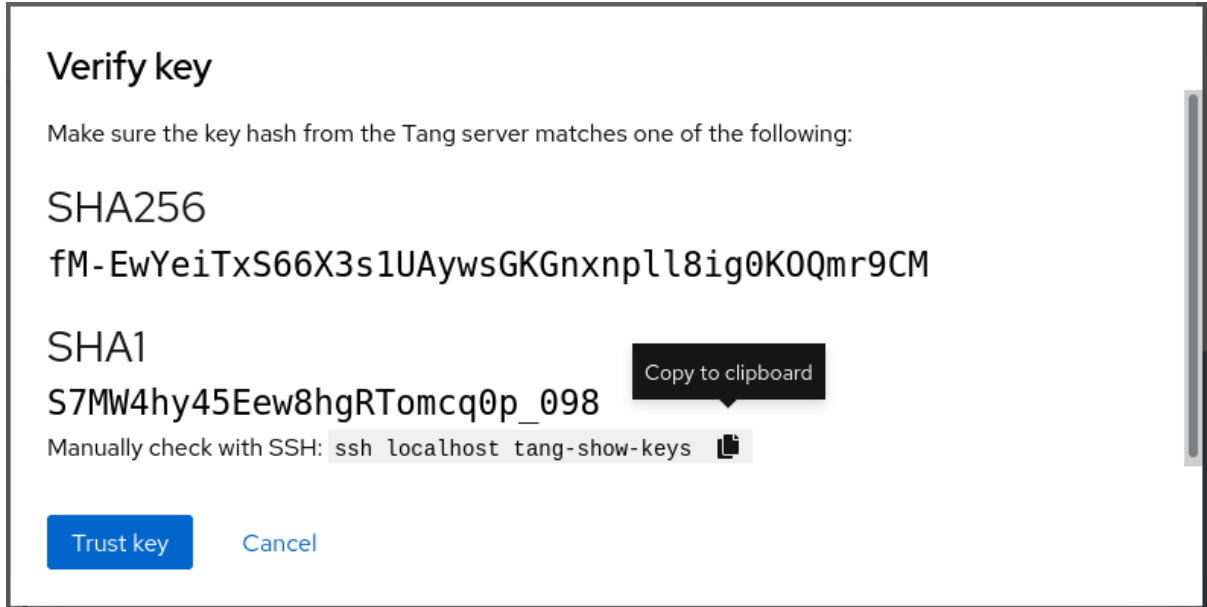 Verify key
Make sure the key hash from the Tang server matches one of the following:
SHA256
fM-EwYeiTxS66X3s1UAywsGKGnxnpll8ig0KOQmr9CM
SHA1
Copy to clipboard
S7MW4hy45Eew8hgRTomcq0p_098
Manually check with SSH: ssh localhost tang-show-keys
Trust key
Cancel